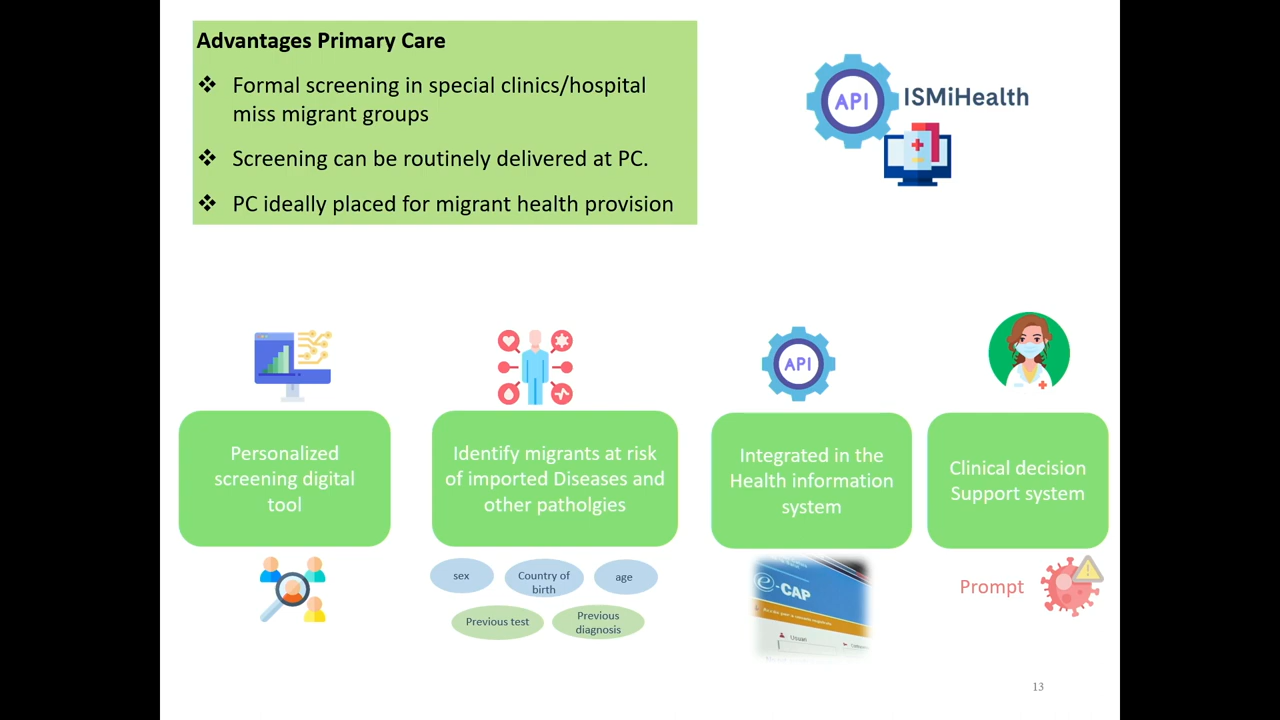 Advantages Primary Care
❖ Formal screening in special clinics/hospital
miss migrant groups
❖ Screening can be routinely delivered at PC.
❖ PC ideally placed for migrant health provision
API
ISMiHealth
API
Personalized
screening digital
tool
Identify migrants at risk
of imported Diseases and
other patholgies
Integrated in the
Health information
system
Clinical decision
Support system
sex
Country of
birth
age
Previous test
Previous
diagnosis
e-CAP
Usuari
Prompt
13